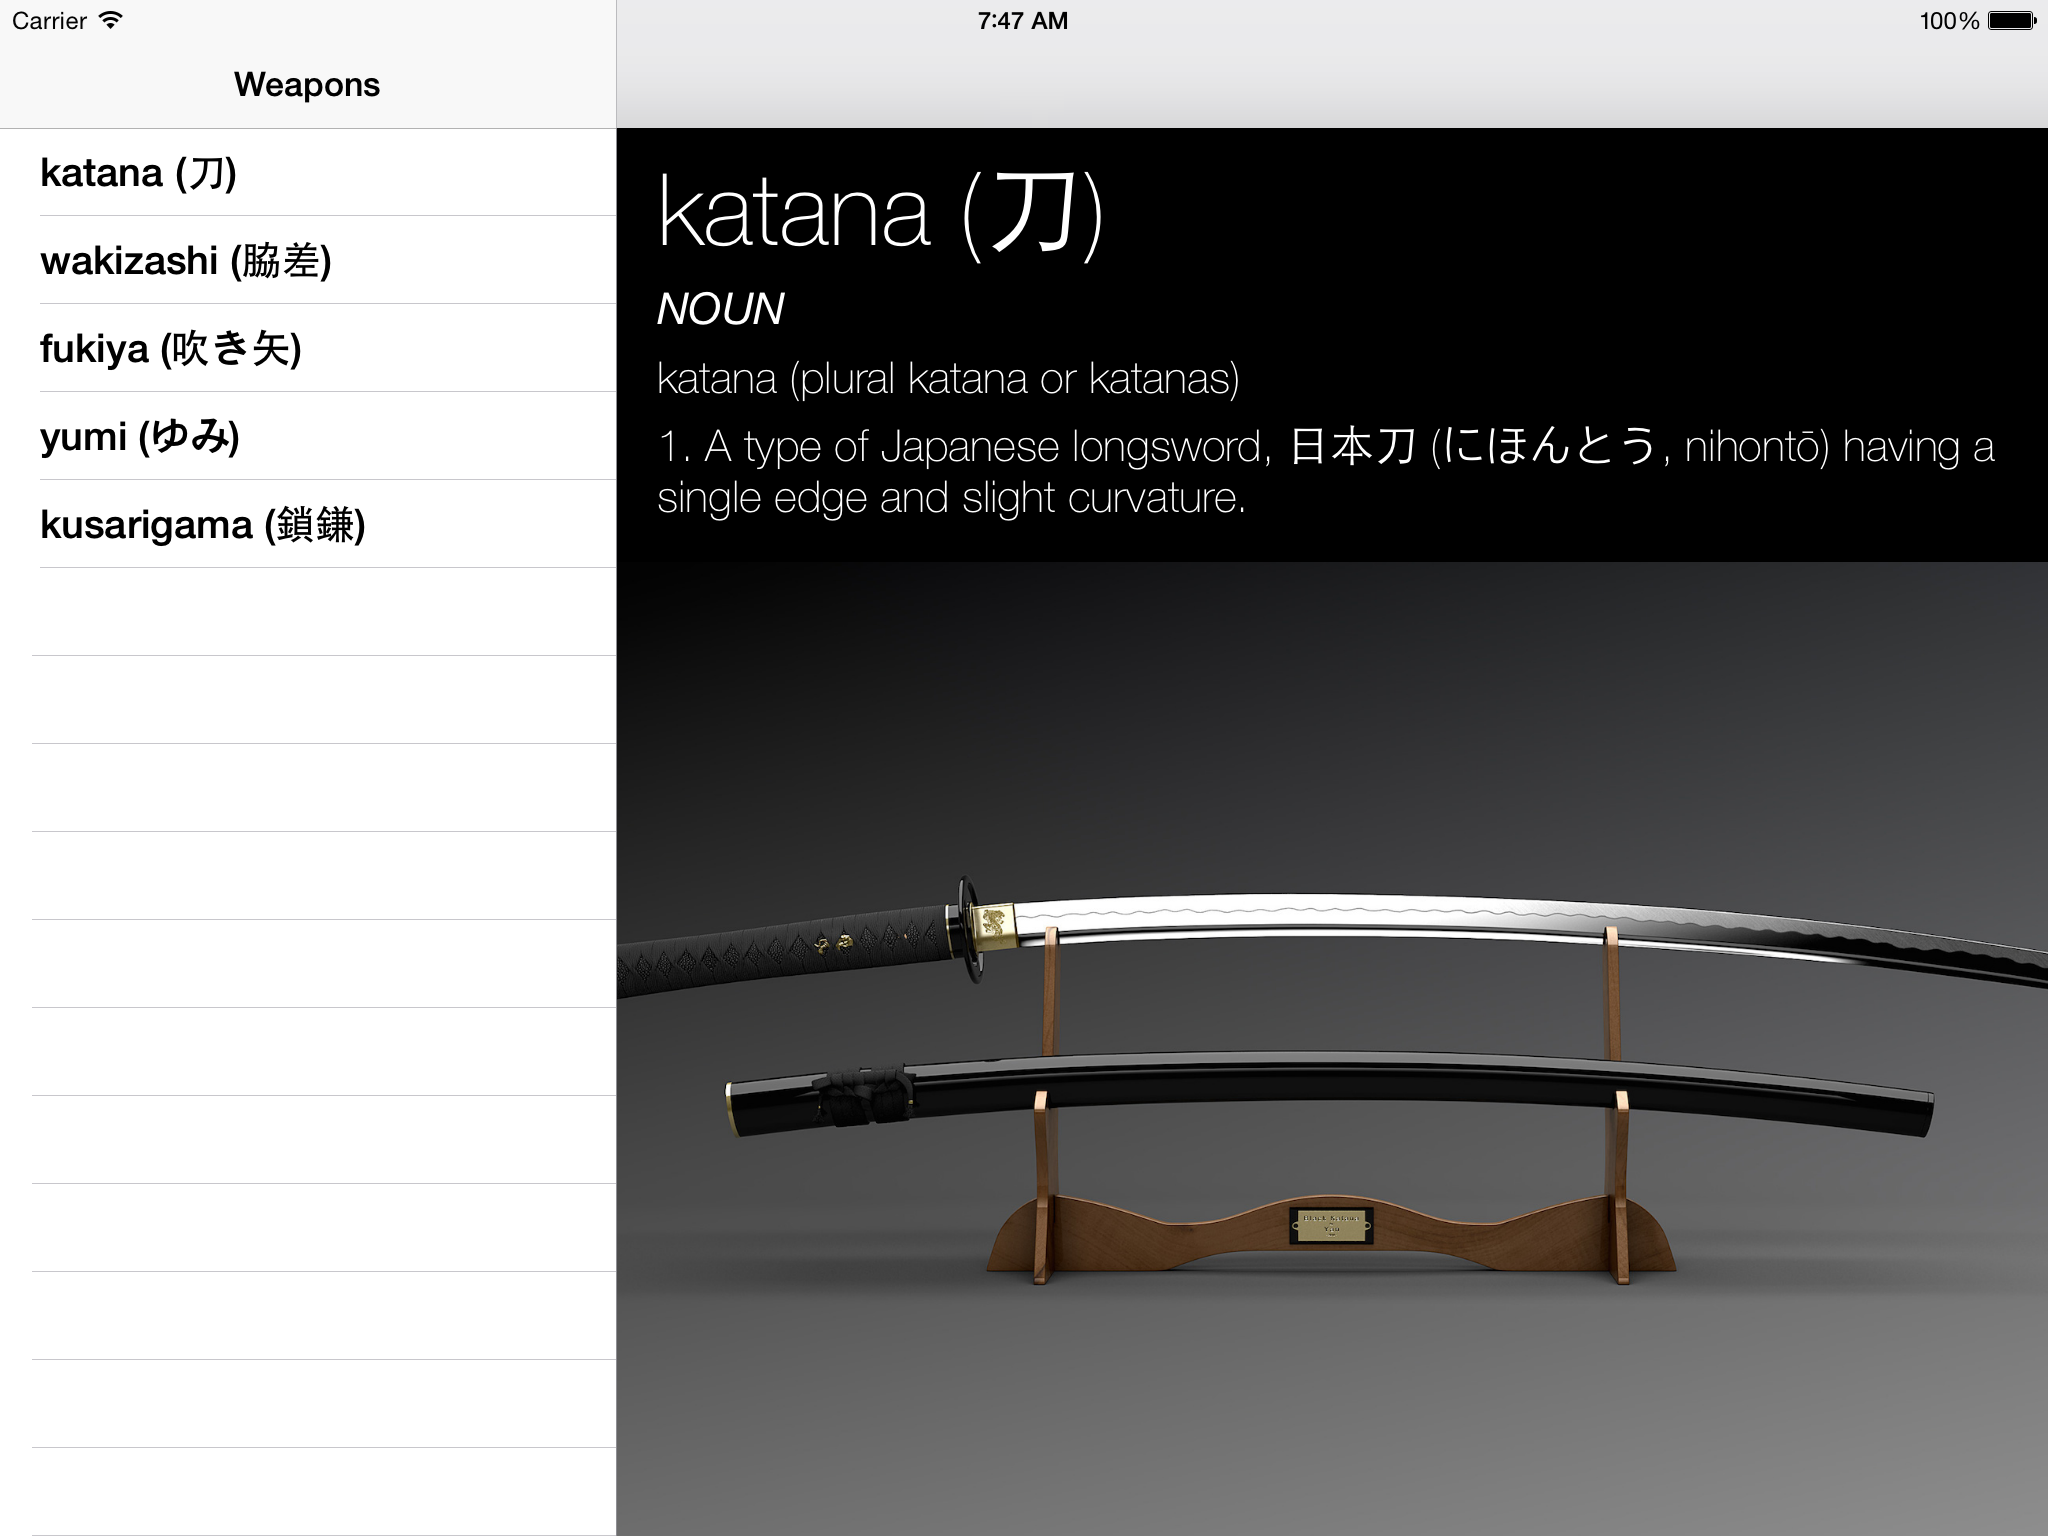 Carrier
7:47 AM
100%
Weapons
katana (刀)
wakizashi (脇差)
fukiya (吹き矢)
yumi (ゆみ)
kusarigama (鎖鎌)
katana (刀)
NOUN
katana (plural katana or katanas)
1. A type of Japanese longsword, 日本刀 (にほんとう, nihontō) having a
single edge and slight curvature.
Black Katana